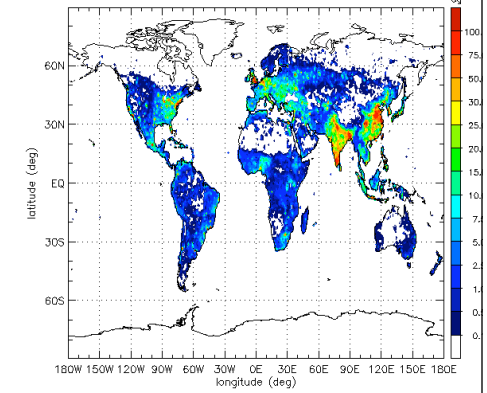 100.
75.
60N
50.
30.
30N
25.
20.
15.
EQ
10.
7.
5.
30S
2.
1.
0.
60S
0.
180W 150W 120W 90W 60W 30W 0E 30E 60E 90E 120E 150E 180E
longitude (deg)
latitude (deg)